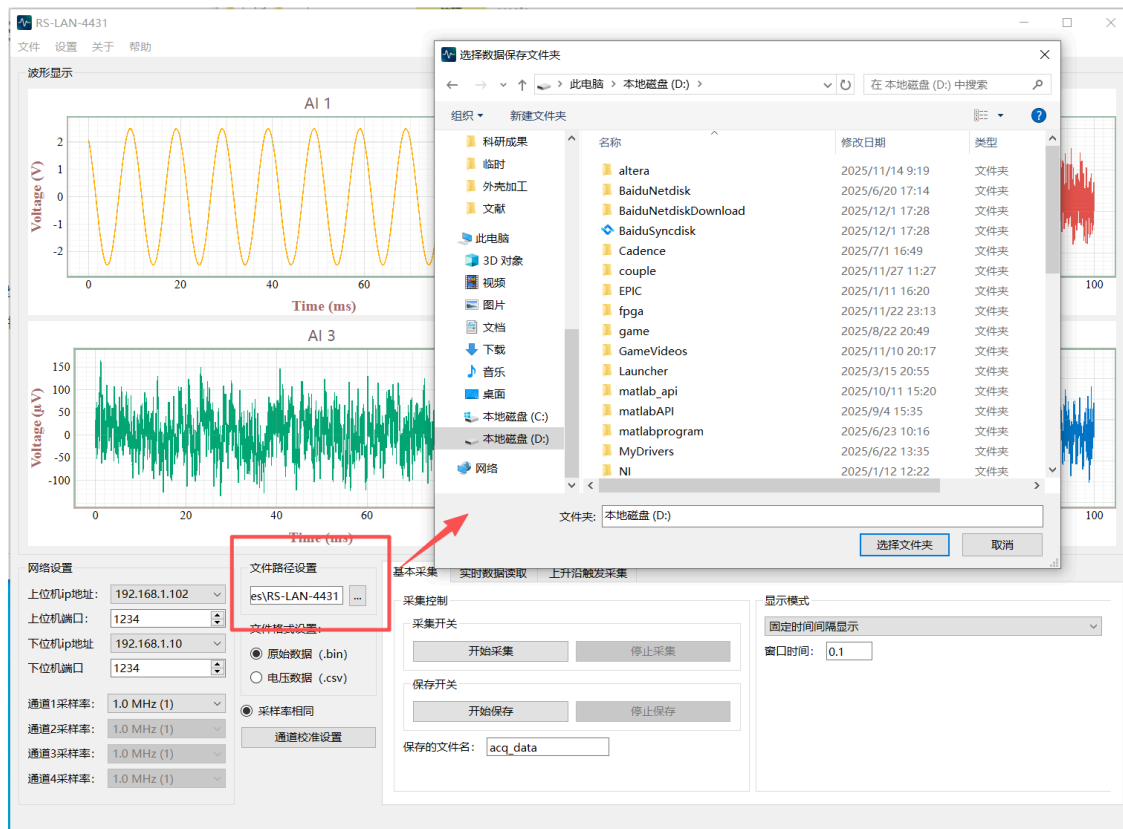 RS-LAN-4431
文件 设置 关于 帮助
波形显示
AI 1
Voltage (V)
2
1
0
-1
-2
0 20 40 60 100
Time (ms)
AI 3
Voltage (μV)
150
100
50
0
-50
-100
0 20 40 60 100
Time (ms)
选择数据保存文件夹
此电脑 > 本地磁盘 (D:) >
在 本地磁盘 (D:) 中搜索
组织 新建文件夹
科研成果
临时
外壳加工
文献
此电脑
3D 对象
视频
图片
文档
下载
音乐
桌面
本地磁盘 (C:)
本地磁盘 (D:)
网络
名称 修改日期 类型
altera 2025/11/14 9:19 文件夹
BaiduNetdisk 2025/6/20 17:14 文件夹
BaiduNetdiskDownload 2025/12/1 17:28 文件夹
BaiduSyncdisk 2025/12/1 17:28 文件夹
Cadence 2025/7/1 16:49 文件夹
couple 2025/11/27 11:27 文件夹
EPIC 2025/1/11 16:20 文件夹
fpga 2025/11/22 23:13 文件夹
game 2025/8/22 20:49 文件夹
GameVideos 2025/11/10 20:17 文件夹
Launcher 2025/3/15 20:55 文件夹
matlab_api 2025/10/11 15:20 文件夹
matlabAPI 2025/9/4 15:35 文件夹
matlabprogram 2025/6/23 10:16 文件夹
MyDrivers 2025/6/22 13:35 文件夹
NI 2025/1/12 12:22 文件夹
文件夹: 本地磁盘 (D:)
选择文件夹 取消
网络设置
上位机ip地址: 192.168.1.102
上位机端口: 1234
下位机ip地址 192.168.1.10
下位机端口 1234
通道1采样率: 1.0 MHz (1)
通道2采样率: 1.0 MHz (1)
通道3采样率: 1.0 MHz (1)
通道4采样率: 1.0 MHz (1)
文件路径设置
es\RS-LAN-4431 ...
文件格式设置:
原始数据 (.bin)
电压数据 (.csv)
采样率相同
通道校准设置
基本采集 实时数据读取 上升沿触发采集
采集控制
采集开关
开始采集 停止采集
保存开关
开始保存 停止保存
保存的文件名: acq_data
显示模式
固定时间间隔显示
窗口时间: 0.1